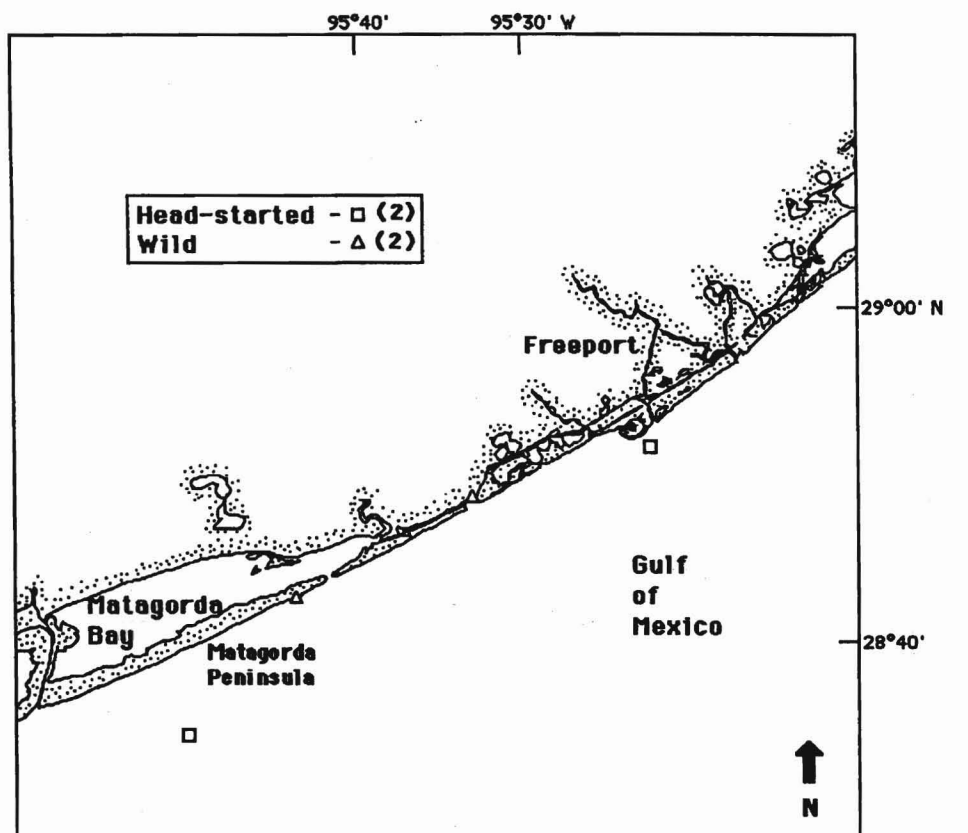 95°40' 95°30' W
Head-started - □ (2)
Wild - △ (2)
29°00' N
Freeport
Gulf
of
Mexico
Matagorda
Bay
28°40'
Matagorda
Peninsula
N